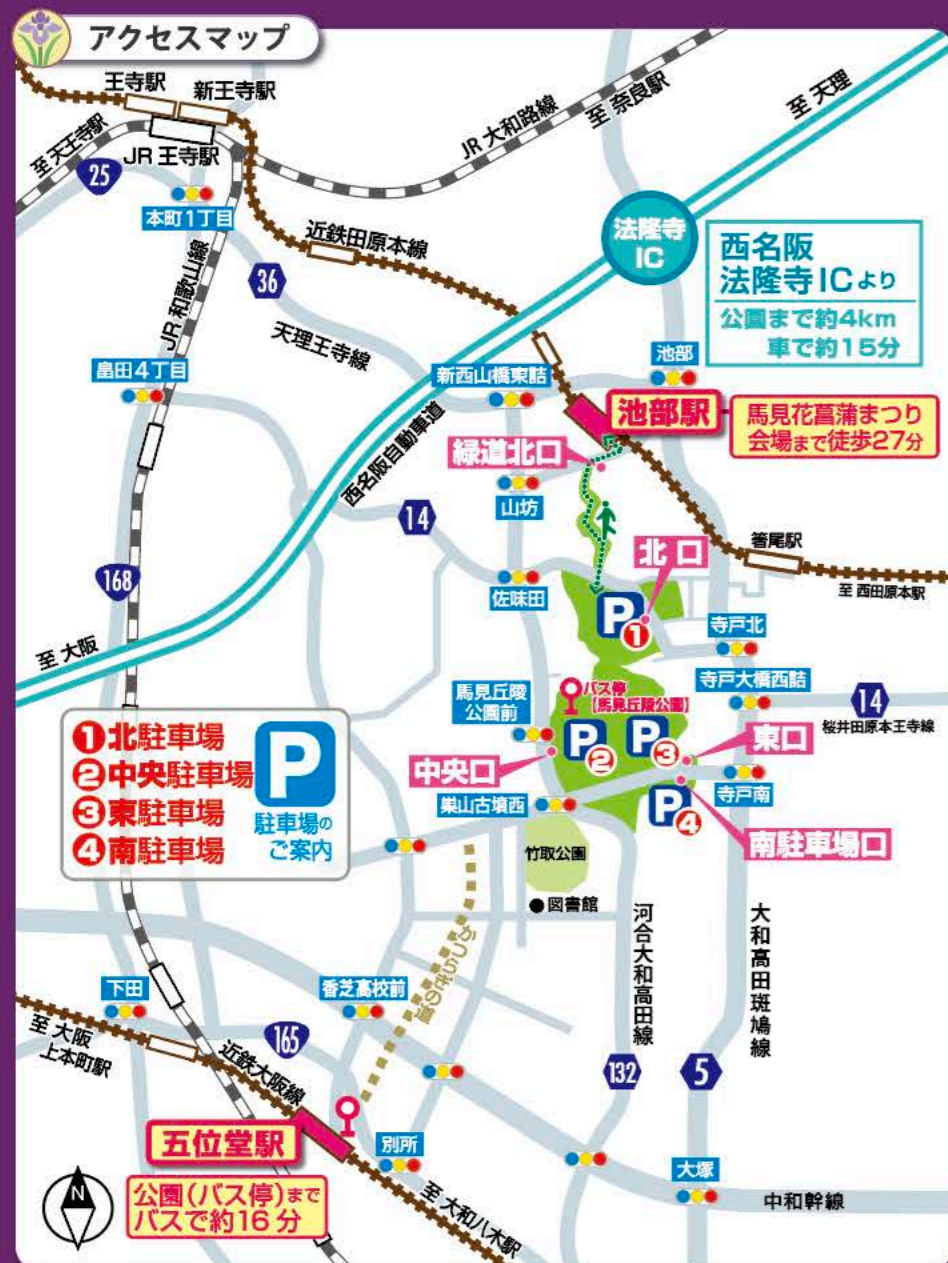 アクセスマップ
王寺駅
新王寺駅
至 天王寺駅
JR 王寺駅
JR 大和路線
至 奈良駅
至 天理
25
本町1丁目
近鉄田原本線
法隆寺
IC
西名阪
法隆寺ICより
公園まで約4km
車で約15分
JR 和歌山線
36
天理王寺線
畠田4丁目
新西山橋東詰
池部
池部駅
馬見花菖蒲まつり
会場まで徒歩27分
西名阪自動車道
緑道北口
山坊
14
北口
箸尾駅
至 西田原本駅
168
佐味田
P
1
寺戸北
至 大阪
馬見丘陵
公園前
バス停
【馬見丘陵公園】
寺戸大橋西詰
14
桜井田原本王寺線
1北駐車場
2中央駐車場
3東駐車場
4南駐車場
P
駐車場の
ご案内
P
2
P
3
東口
中央口
巣山古墳西
寺戸南
P
4
南駐車場口
竹取公園
図書館
かつらぎの道
河合大和高田線
大和高田斑鳩線
下田
香芝高校前
至 大阪
上本町駅
近鉄大阪線
165
132
5
五位堂駅
別所
大塚
公園(バス停)まで
バスで約16分
至 大和八木駅
中和幹線
N